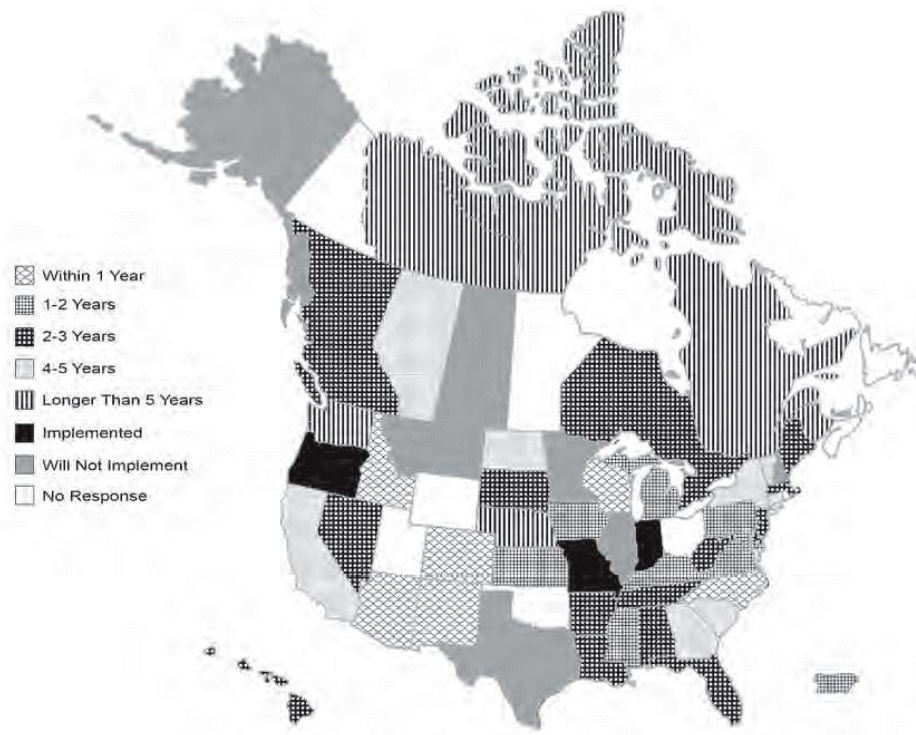 Within 1 Year
1-2 Years
2-3 Years
4-5 Years
Longer Than 5 Years
Implemented
Will Not Implement
No Response